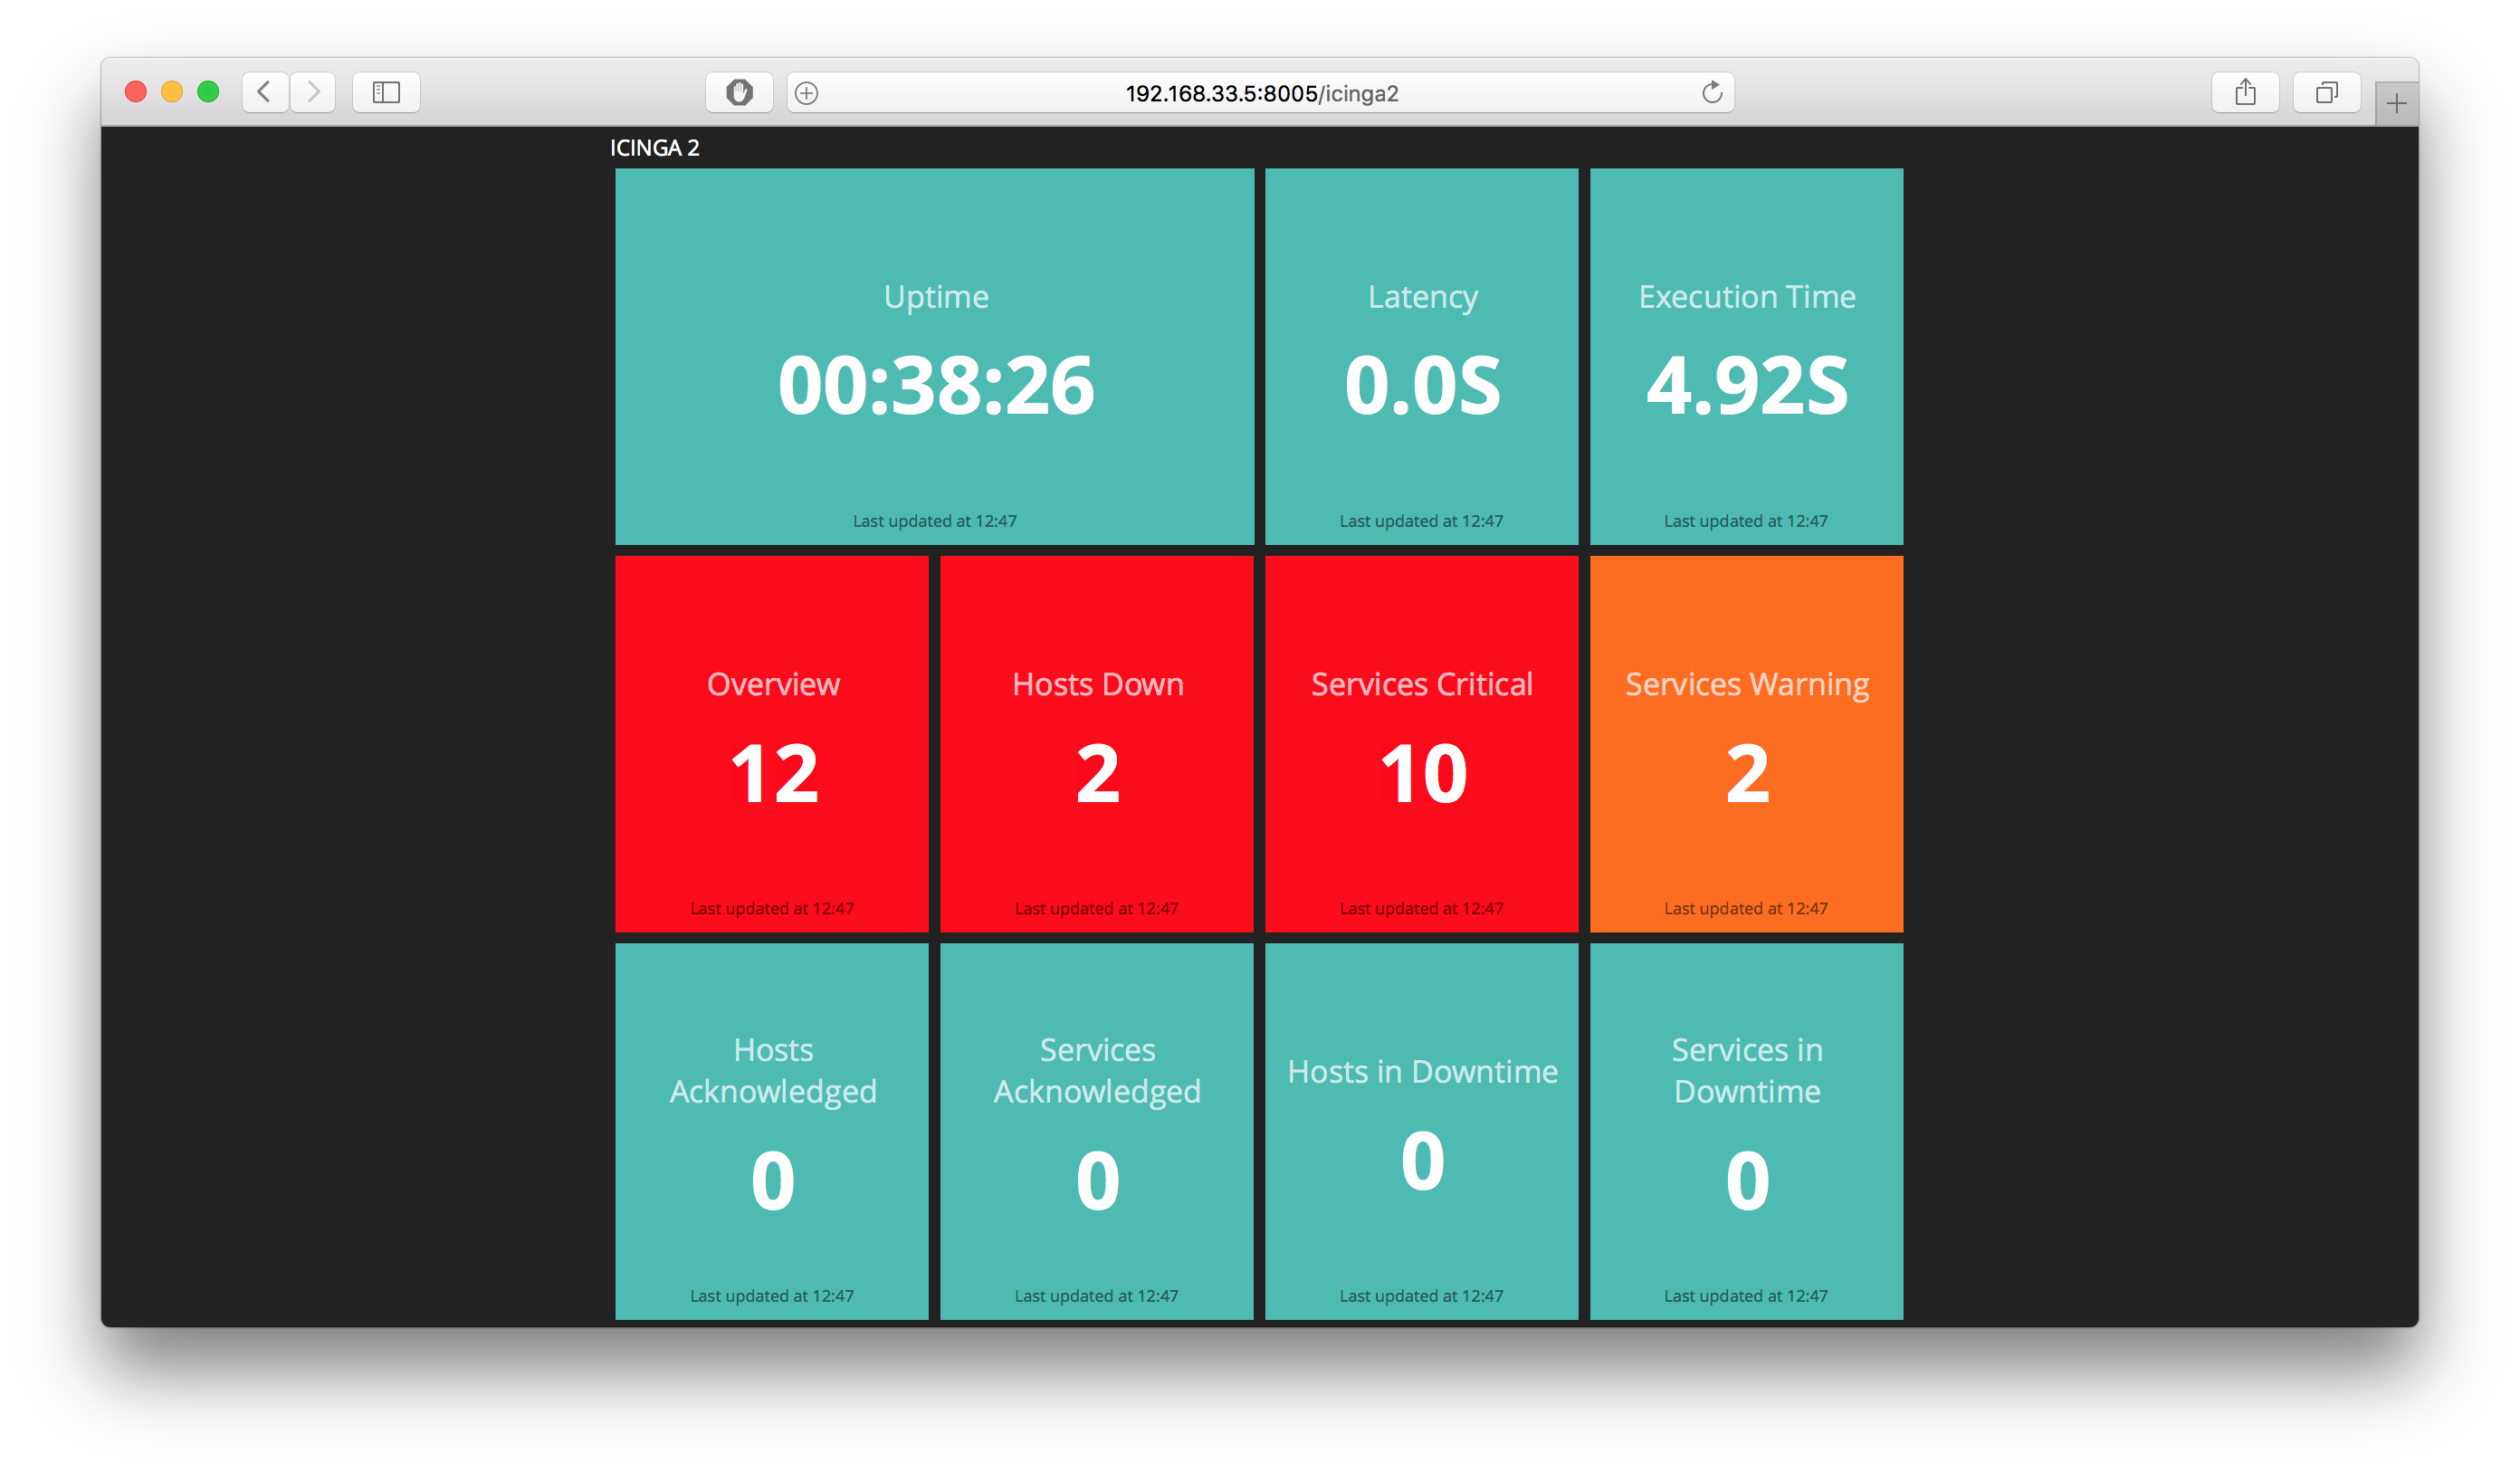 192.168.33.5:8005/icinga2
ICINGA 2
Uptime
00:38:26
Last updated at 12:47
Latency
0.0S
Last updated at 12:47
Execution Time
4.92S
Last updated at 12:47
Overview
12
Last updated at 12:47
Hosts Down
2
Last updated at 12:47
Services Critical
10
Last updated at 12:47
Services Warning
2
Last updated at 12:47
Hosts
Acknowledged
0
Last updated at 12:47
Services
Acknowledged
0
Last updated at 12:47
Hosts in Downtime
0
Last updated at 12:47
Services in
Downtime
0
Last updated at 12:47